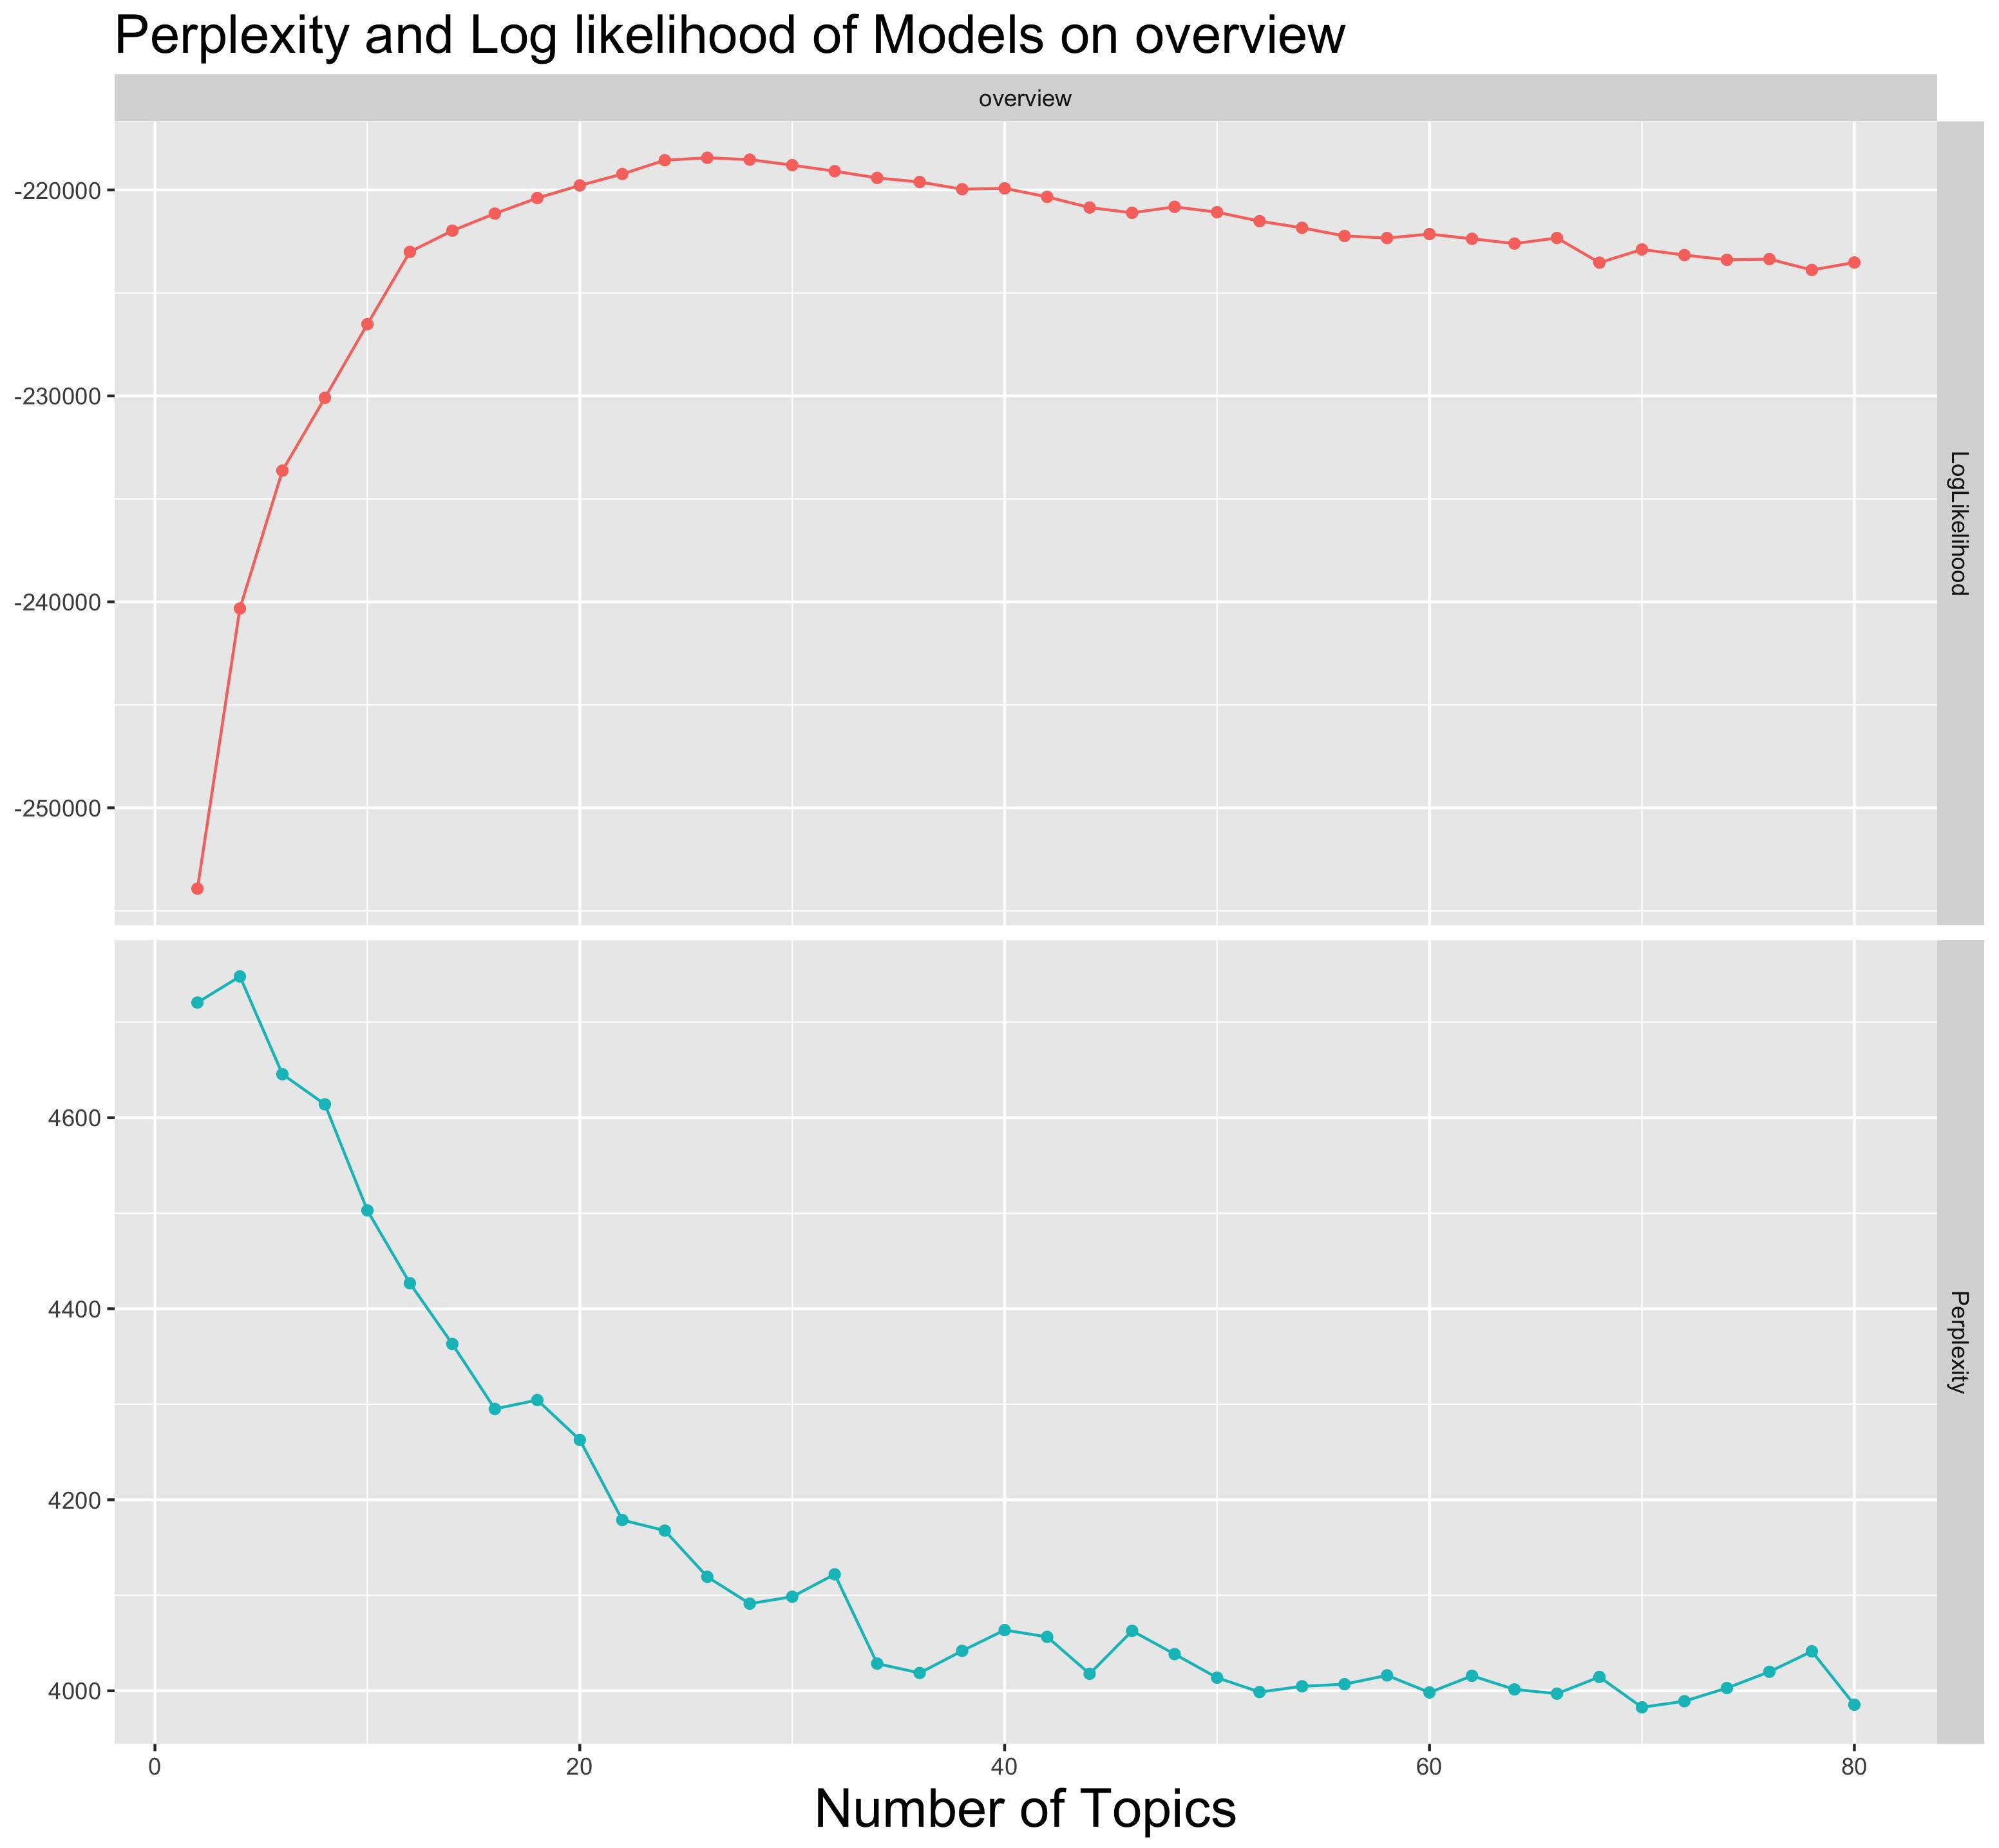 Perplexity and Log likelihood of Models on overview
overview
-220000
-230000
-240000
-250000
LogLikelihood
4600
4400
4200
4000
Perplexity
0 20 40 60 80
Number of Topics